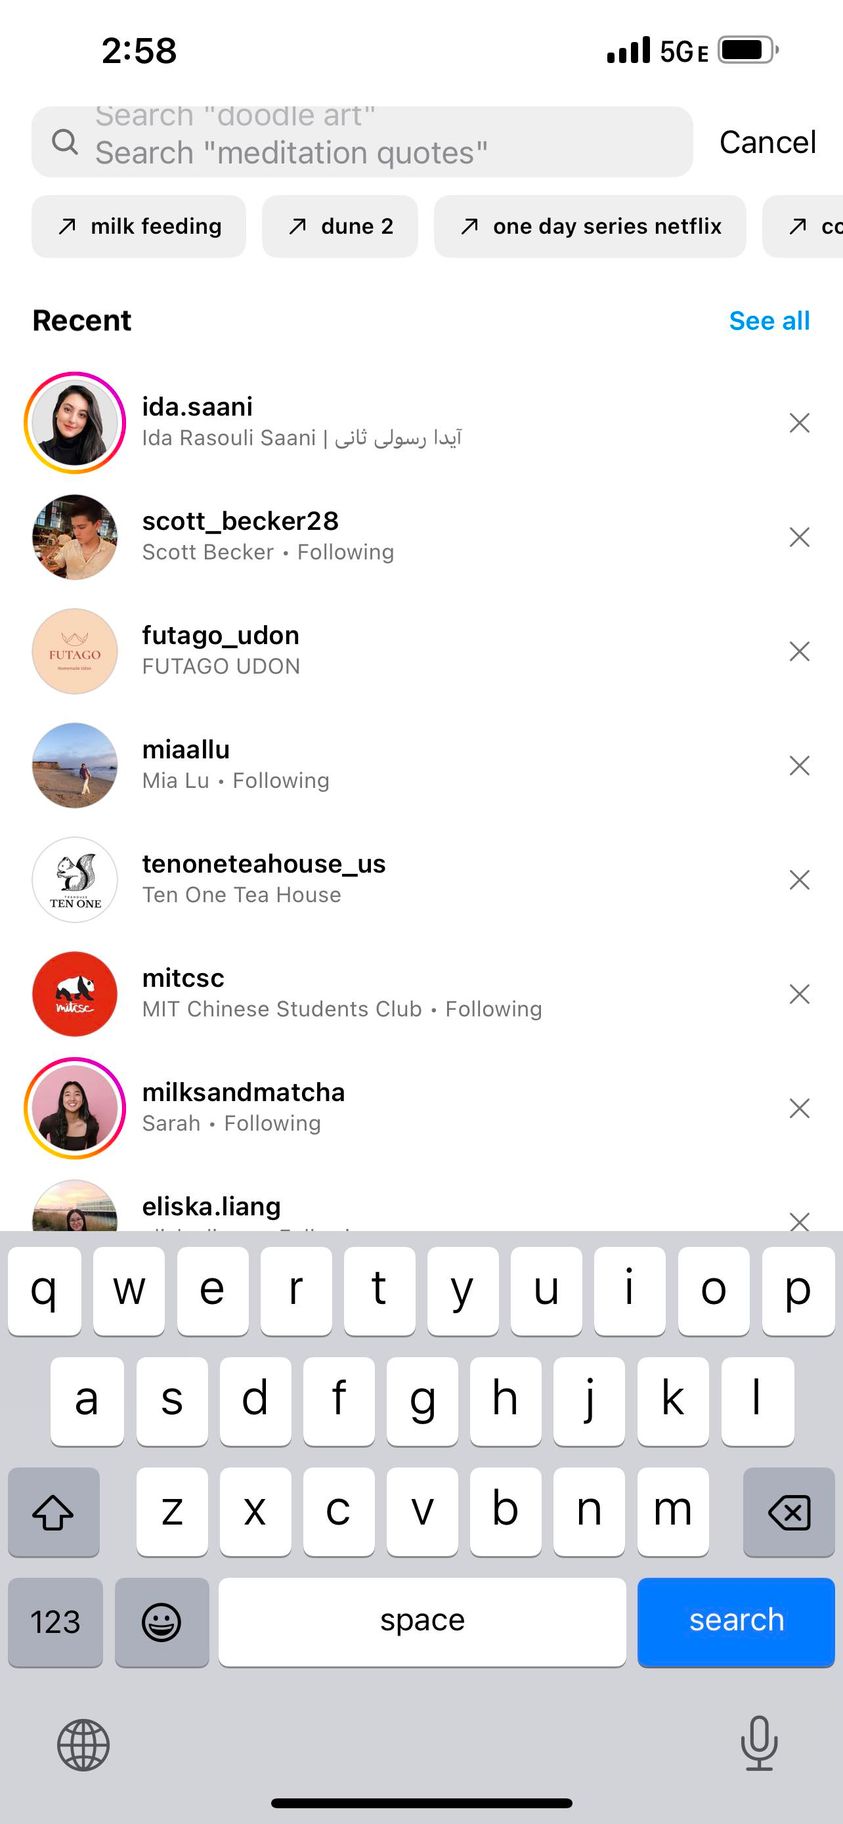 2:58
5GE
Search "doodle art"
Search "meditation quotes"
Cancel
milk feeding
dune 2
one day series netflix
co
Recent
See all
ida.saani
Ida Rasouli Saani | آیدا رسولی ثانی
scott_becker28
Scott Becker • Following
FUTAGO
futago_udon
FUTAGO UDON
miaallu
Mia Lu • Following
TEN ONE
tenoneteahouse_us
Ten One Tea House
mitcsc
mitcsc
MIT Chinese Students Club • Following
milksandmatcha
Sarah • Following
eliska.liang
q w e r t y u i o p
a s d f g h j k l
z x c v b n m
123
space
search